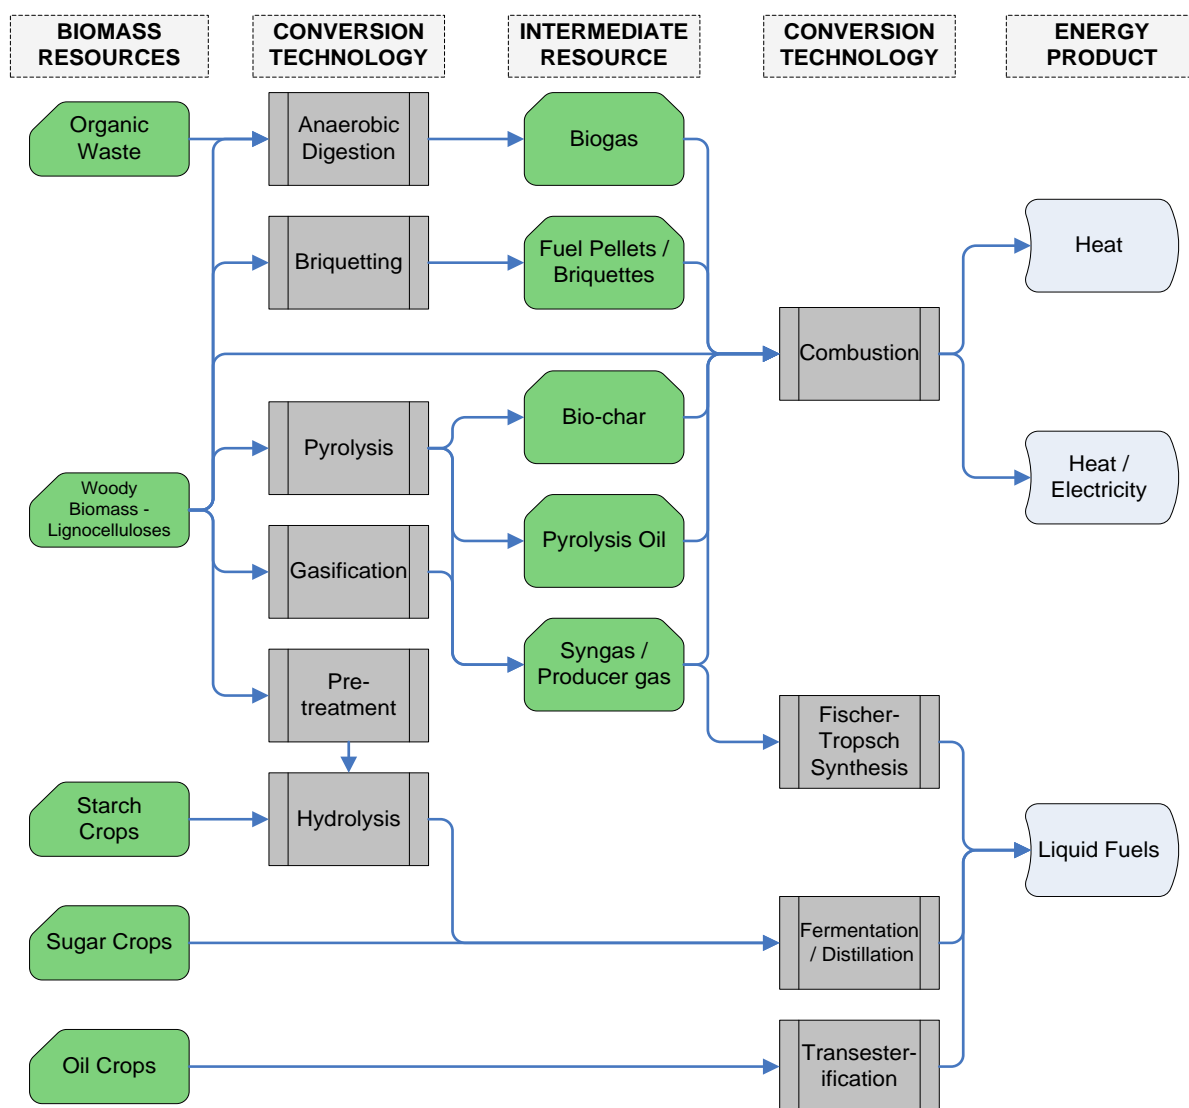 BIOMASS
RESOURCES
CONVERSION
TECHNOLOGY
INTERMEDIATE
RESOURCE
CONVERSION
TECHNOLOGY
ENERGY
PRODUCT
Organic
Waste
Anaerobic
Digestion
Biogas
Briquetting
Fuel Pellets /
Briquettes
Heat
Combustion
Pyrolysis
Bio-char
Heat /
Electricity
Woody
Biomass -
Lignocelluloses
Pyrolysis Oil
Gasification
Syngas /
Producer gas
Pre-
treatment
Fischer-
Tropsch
Synthesis
Starch
Crops
Hydrolysis
Liquid Fuels
Sugar Crops
Fermentation
/ Distillation
Oil Crops
Transester-
ification